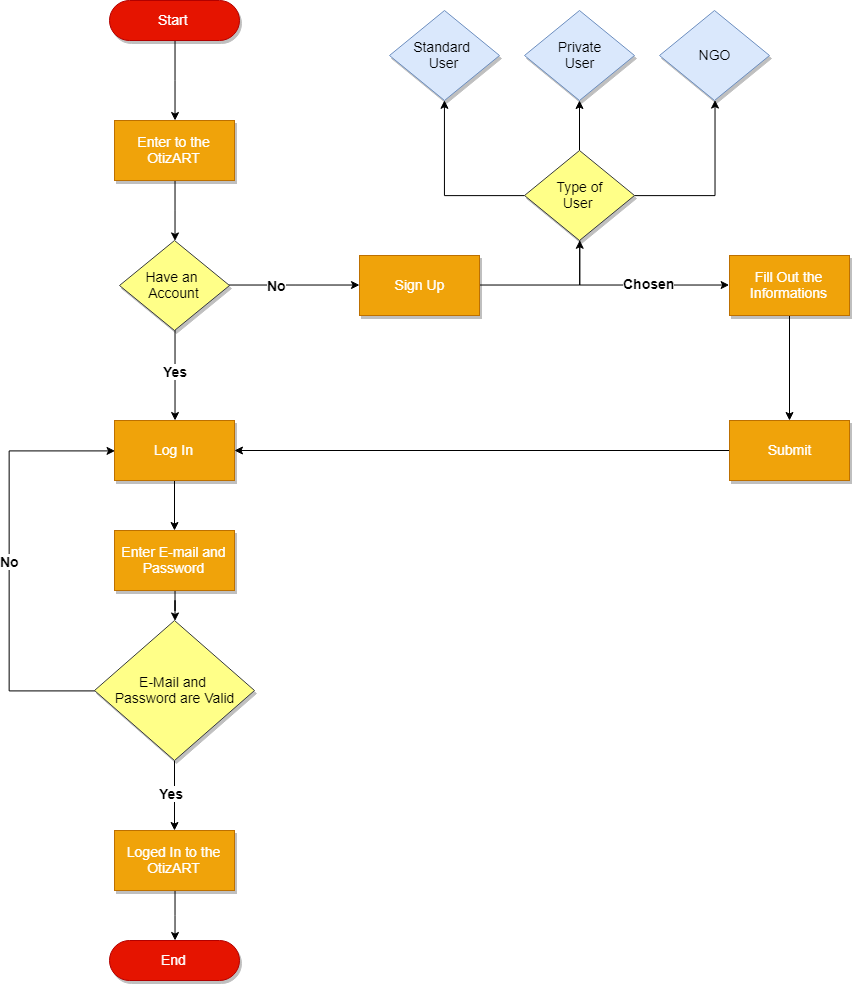 Start
Standard
User
Private
User
NGO
Enter to the
OtizART
Type of
User
Have an
Account
No
Sign Up
Chosen
Fill Out the
Informations
Yes
Log In
Submit
Enter E-mail and
Password
No
E-Mail and
Password are Valid
Yes
Loged In to the
OtizART
End